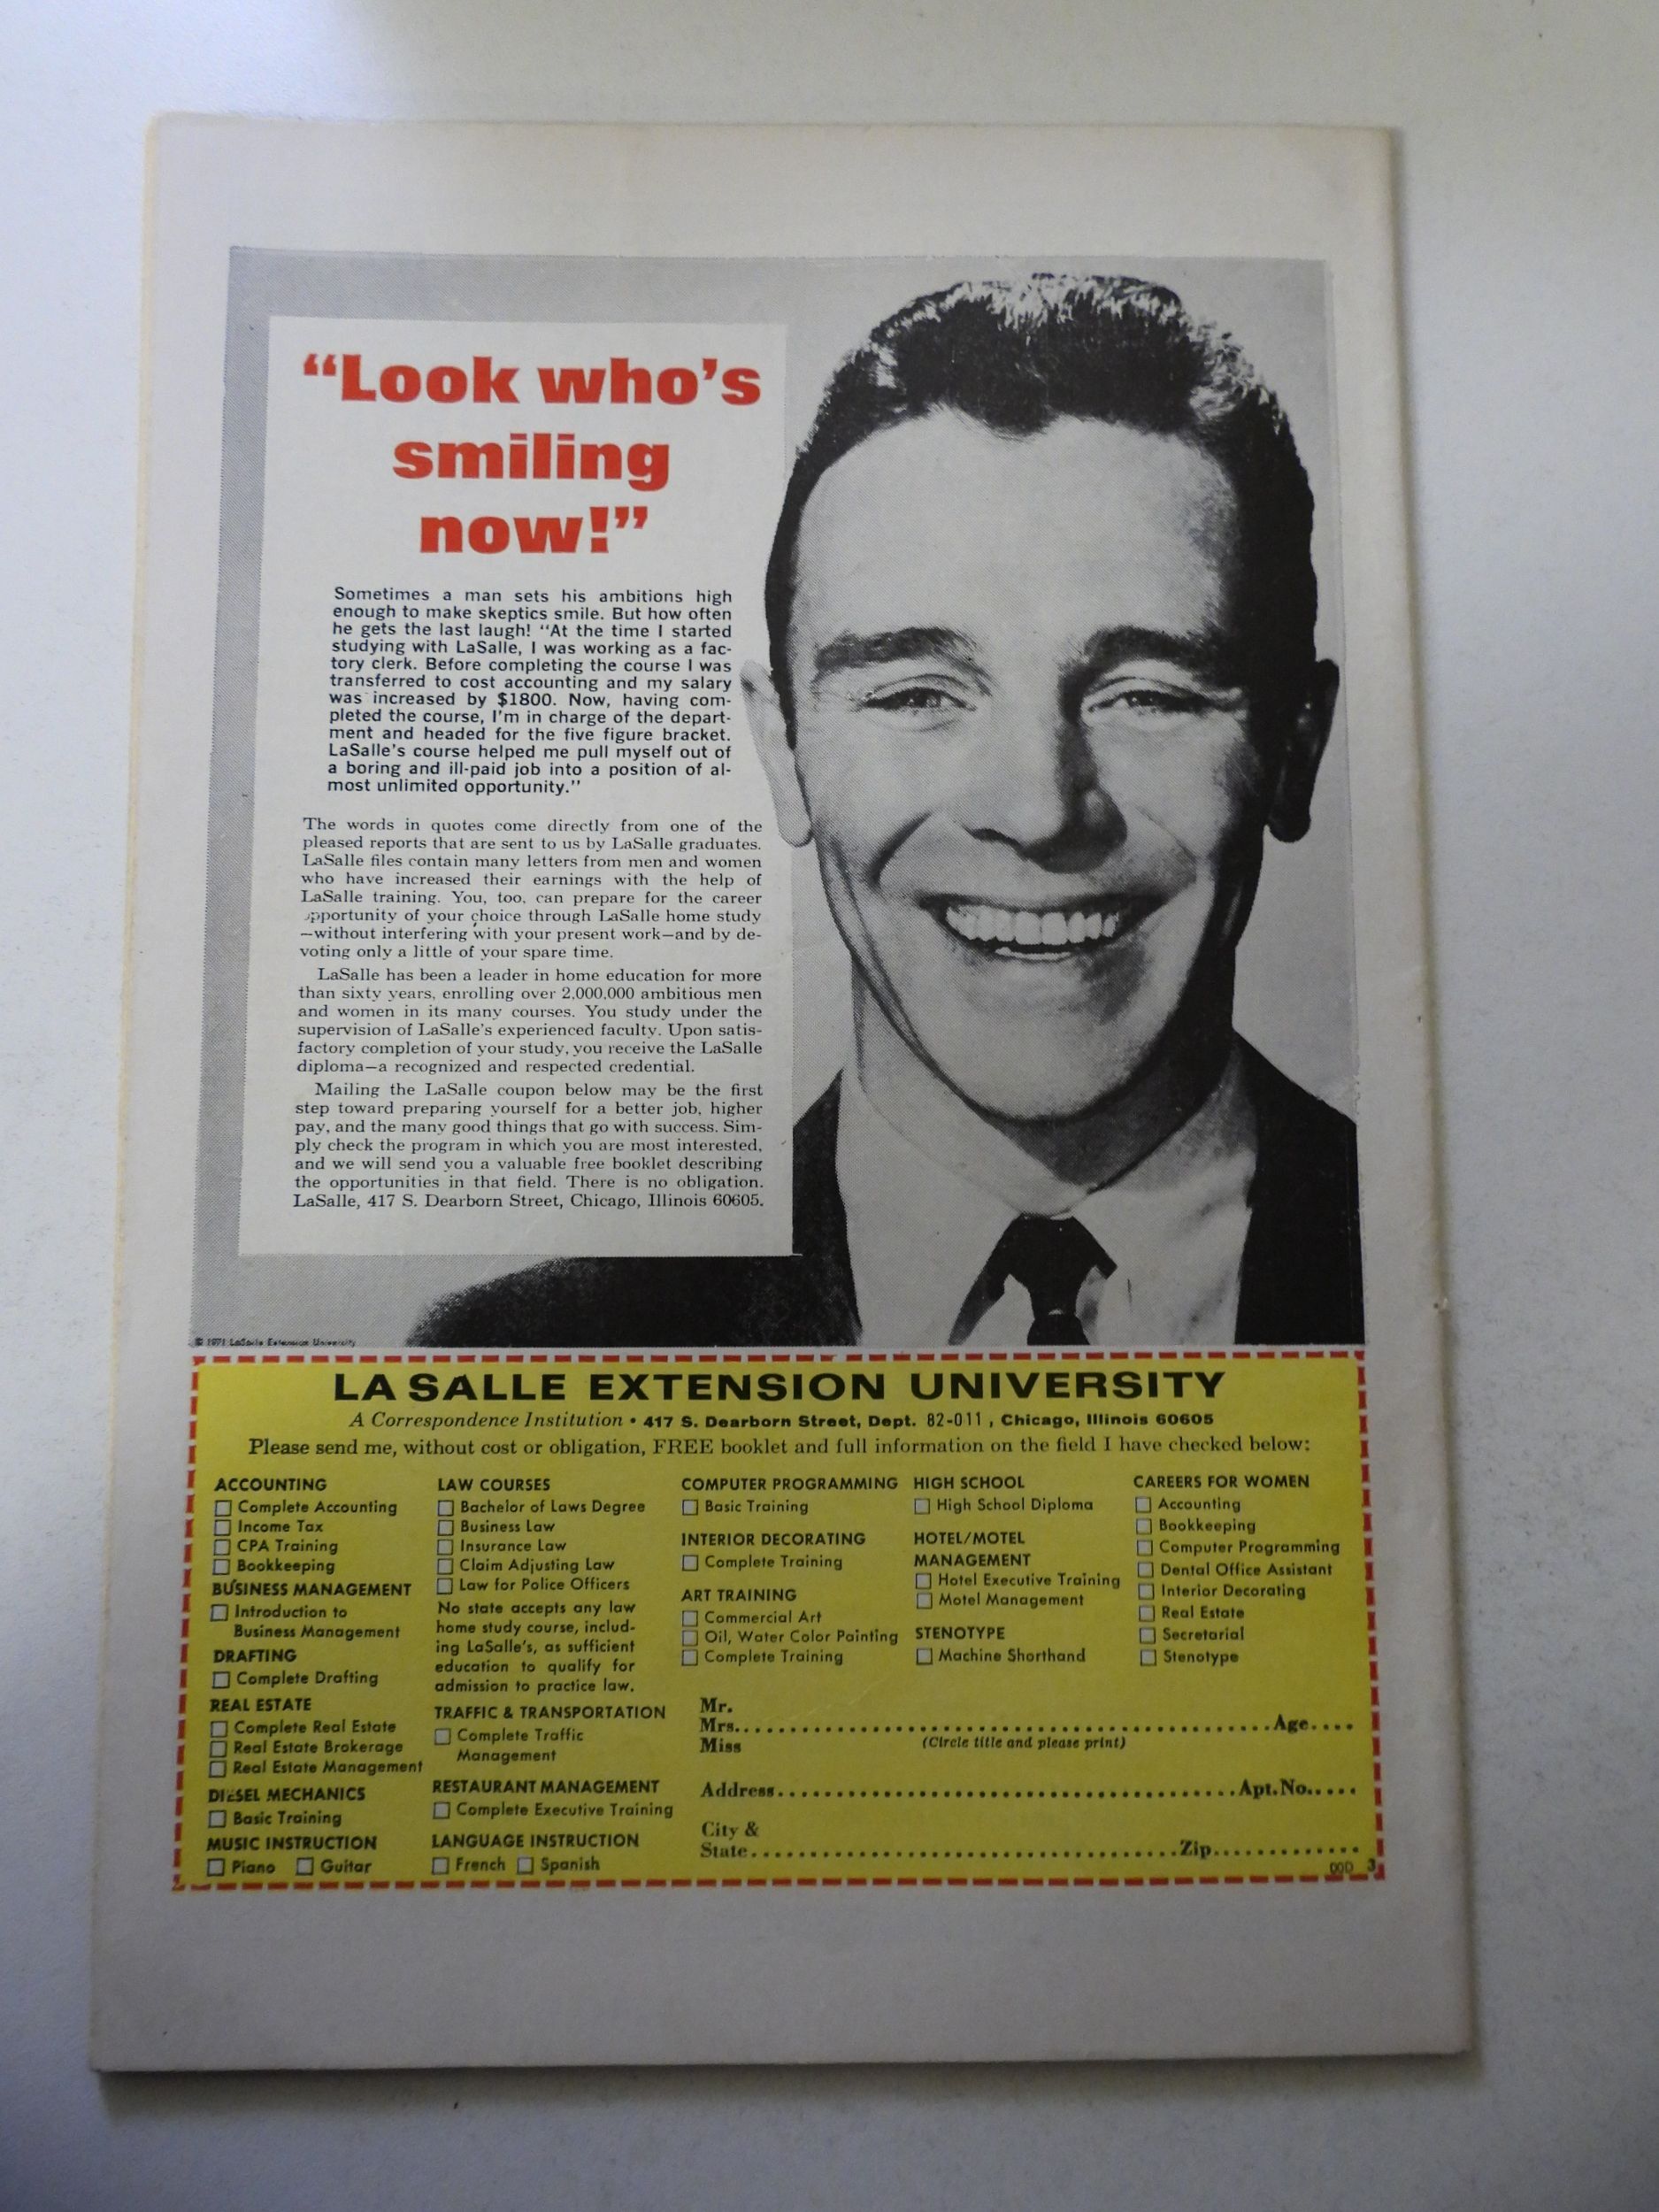 “Look who’s
smiling
now!”
Sometimes a man sets his ambitions high
enough to make skeptics smile. But how often
he gets the last laugh! “At the time I started
studying with LaSalle, I was working as a fac-
tory clerk. Before completing the course I was
transferred to cost accounting and my salary
was increased by $1800. Now, having com-
pleted the course, I’m in charge of the depart-
ment and headed for the five figure bracket.
LaSalle’s course helped me pull myself out of
a boring and ill-paid job into a position of al-
most unlimited opportunity.”
The words in quotes come directly from one of the
pleased reports that are sent to us by LaSalle graduates.
LaSalle files contain many letters from men and women
who have increased their earnings with the help of
LaSalle training. You, too, can prepare for the career
opportunity of your choice through LaSalle home study
—without interfering with your present work—and by de-
voting only a little of your spare time.
LaSalle has been a leader in home education for more
than sixty years, enrolling over 2,000,000 ambitious men
and women in its many courses. You study under the
supervision of LaSalle’s experienced faculty. Upon satis-
factory completion of your study, you receive the LaSalle
diploma—a recognized and respected credential.
Mailing the LaSalle coupon below may be the first
step toward preparing yourself for a better job, higher
pay, and the many good things that go with success. Sim-
ply check the program in which you are most interested,
and we will send you a valuable free booklet describing
the opportunities in that field. There is no obligation.
LaSalle, 417 S. Dearborn Street, Chicago, Illinois 60605.
© 1971 LaSalle Extension University
LA SALLE EXTENSION UNIVERSITY
A Correspondence Institution • 417 S. Dearborn Street, Dept. 82-011, Chicago, Illinois 60605
Please send me, without cost or obligation, FREE booklet and full information on the field I have checked below:
ACCOUNTING
Complete Accounting
Income Tax
CPA Training
Bookkeeping
BUSINESS MANAGEMENT
Introduction to
Business Management
DRAFTING
Complete Drafting
REAL ESTATE
Complete Real Estate
Real Estate Brokerage
Real Estate Management
DIESEL MECHANICS
Basic Training
MUSIC INSTRUCTION
Piano Guitar
LAW COURSES
Bachelor of Laws Degree
Business Law
Insurance Law
Claim Adjusting Law
Law for Police Officers
No state accepts any law
home study course, includ-
ing LaSalle’s, as sufficient
education to qualify for
admission to practice law.
TRAFFIC & TRANSPORTATION
Complete Traffic
Management
RESTAURANT MANAGEMENT
Complete Executive Training
LANGUAGE INSTRUCTION
French Spanish
COMPUTER PROGRAMMING
Basic Training
INTERIOR DECORATING
Complete Training
ART TRAINING
Commercial Art
Oil, Water Color Painting
Complete Training
HIGH SCHOOL
High School Diploma
HOTEL/MOTEL
MANAGEMENT
Hotel Executive Training
Motel Management
STENOTYPE
Machine Shorthand
CAREERS FOR WOMEN
Accounting
Bookkeeping
Computer Programming
Dental Office Assistant
Interior Decorating
Real Estate
Secretarial
Stenotype
Mr.
Mrs. Age
Miss (Circle title and please print)
Address Apt.No.
City &
State Zip
00D 3